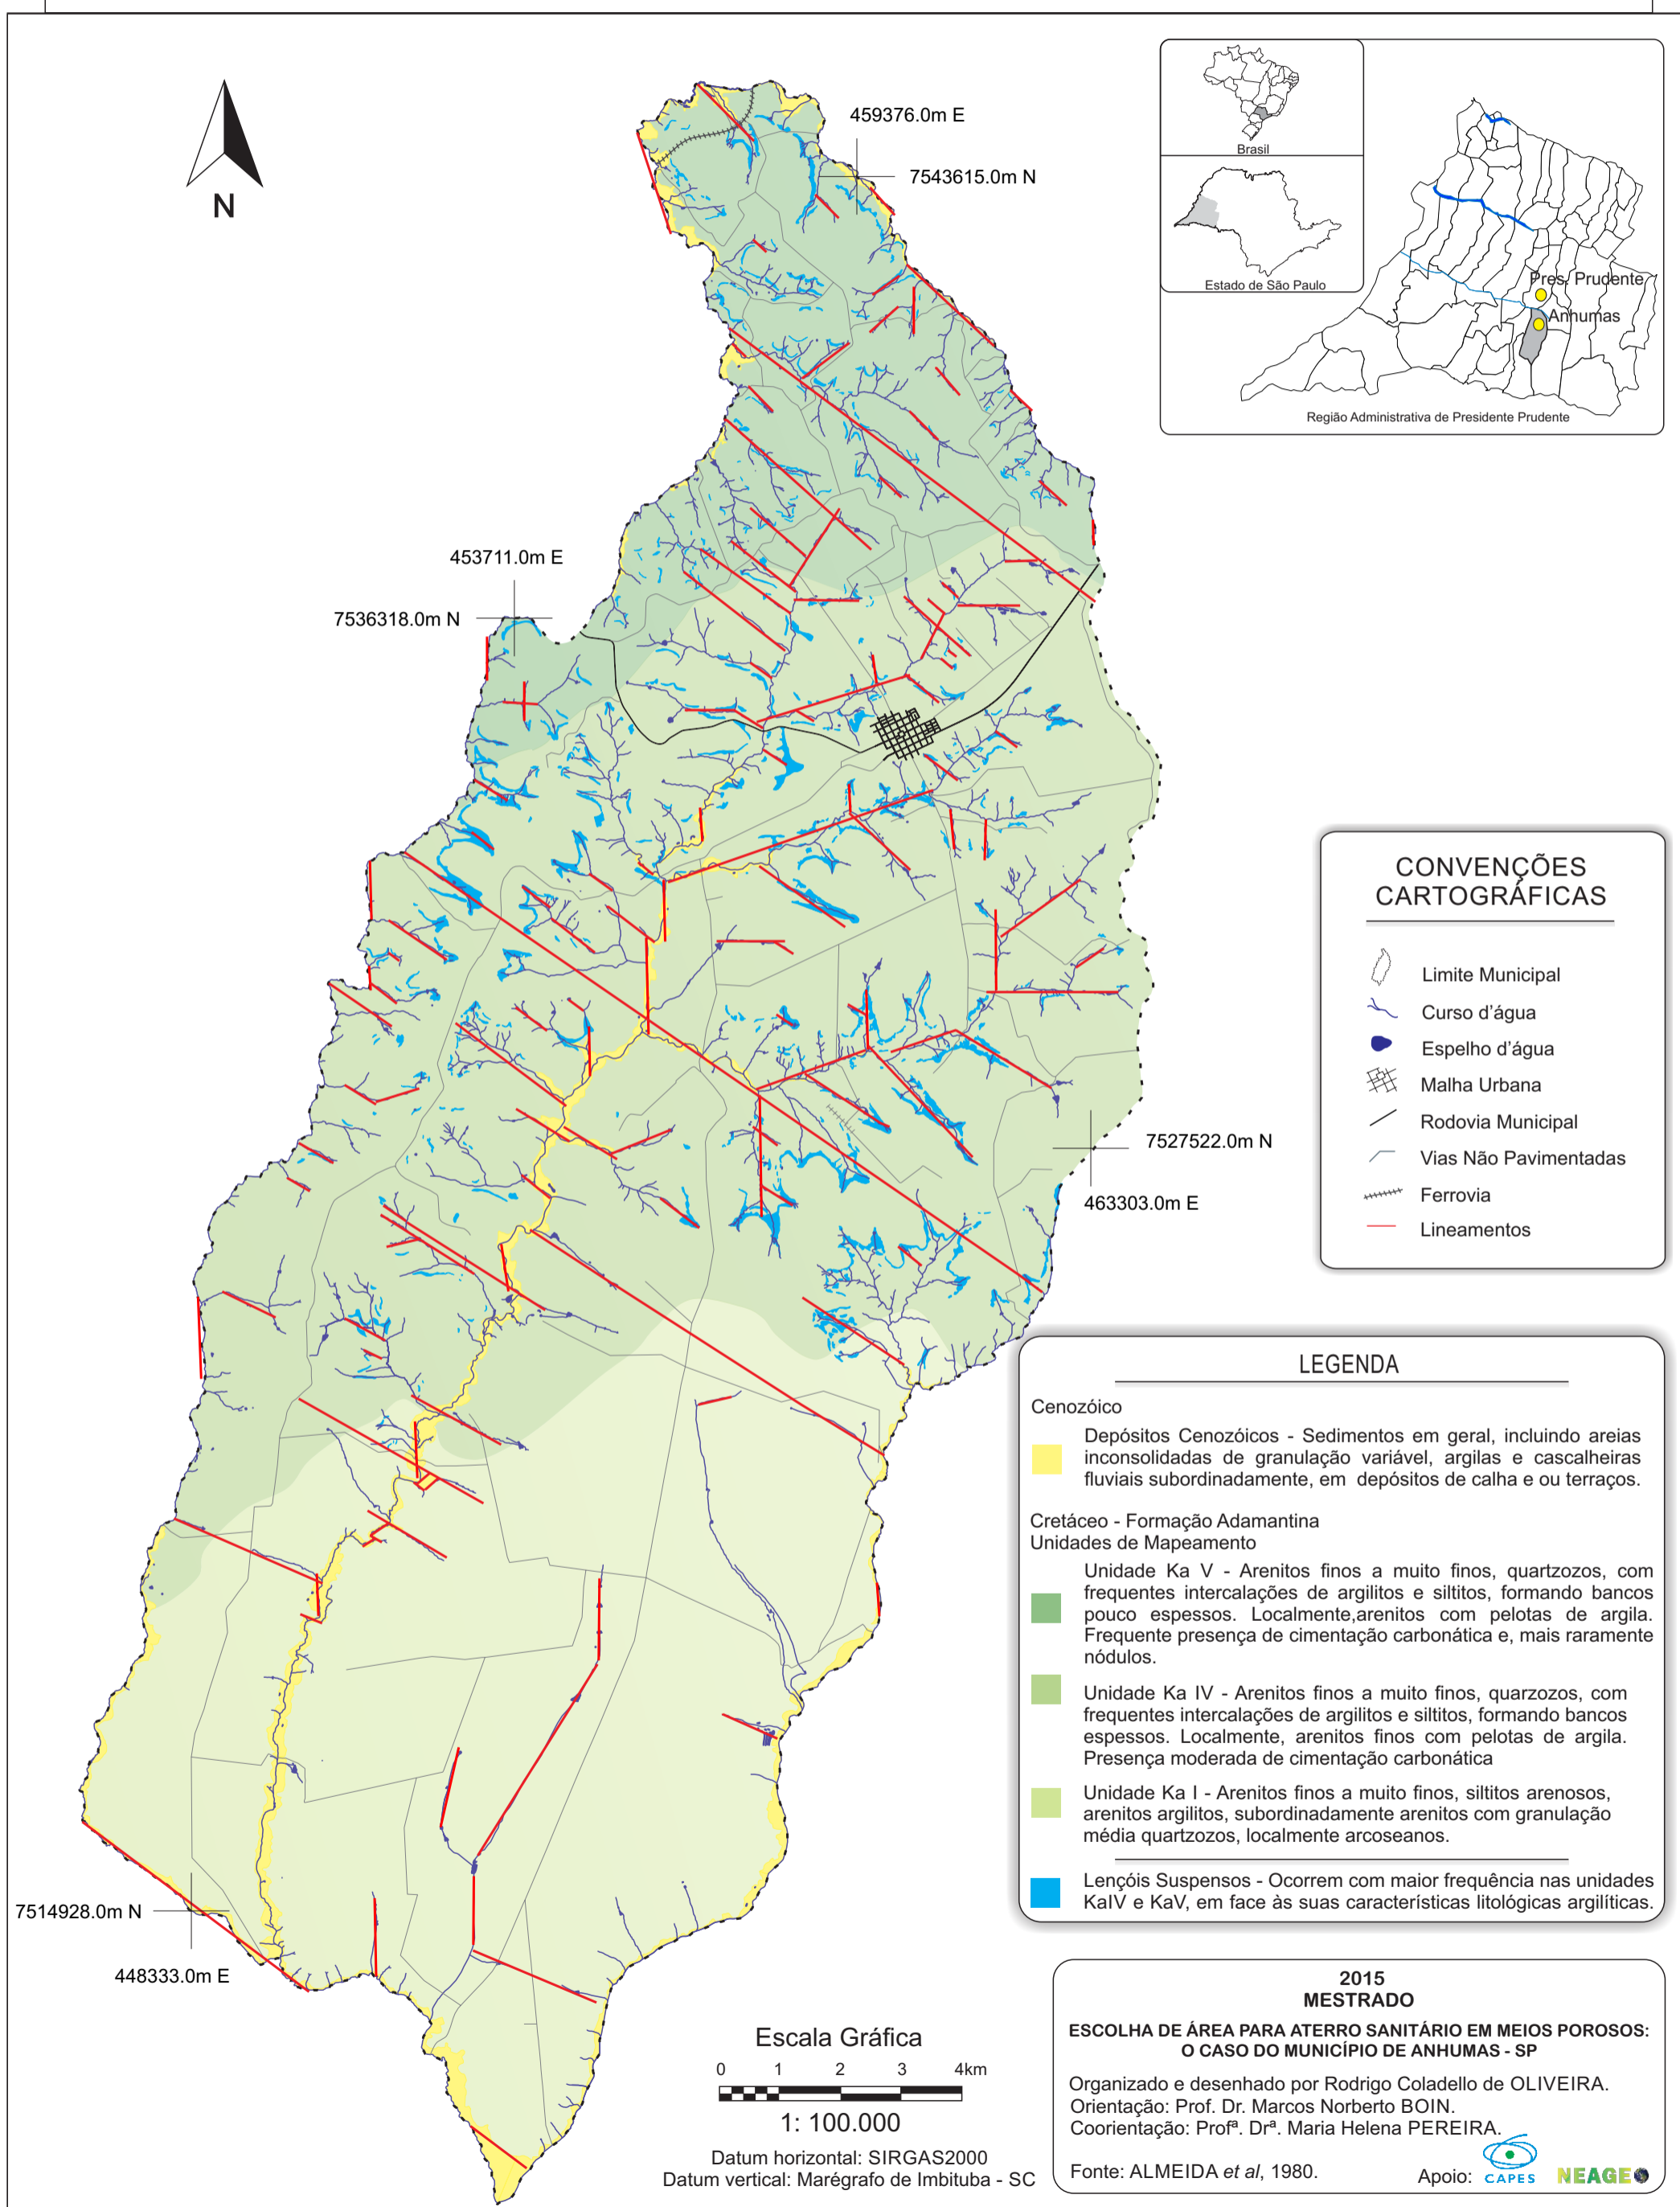 N
459376.0m E
7543615.0m N
453711.0m E
7536318.0m N
7527522.0m N
463303.0m E
7514928.0m N
448333.0m E
Brasil
Estado de São Paulo
Pres. Prudente
Anhumas
Região Administrativa de Presidente Prudente
CONVENÇÕES
CARTOGRÁFICAS
Limite Municipal
Curso d'água
Espelho d'água
Malha Urbana
Rodovia Municipal
Vias Não Pavimentadas
Ferrovia
Lineamentos
LEGENDA
Cenozóico
Depósitos Cenozóicos - Sedimentos em geral, incluindo areias
inconsolidadas de granulação variável, argilas e cascalheiras
fluviais subordinadamente, em depósitos de calha e ou terraços.
Cretáceo - Formação Adamantina
Unidades de Mapeamento
Unidade Ka V - Arenitos finos a muito finos, quartzozos, com
frequentes intercalações de argilitos e siltitos, formando bancos
pouco espessos. Localmente,arenitos com pelotas de argila.
Frequente presença de cimentação carbonática e, mais raramente
nódulos.
Unidade Ka IV - Arenitos finos a muito finos, quarzozos, com
frequentes intercalações de argilitos e siltitos, formando bancos
espessos. Localmente, arenitos finos com pelotas de argila.
Presença moderada de cimentação carbonática
Unidade Ka I - Arenitos finos a muito finos, siltitos arenosos,
arenitos argilitos, subordinadamente arenitos com granulação
média quartzozos, localmente arcoseanos.
Lençóis Suspensos - Ocorrem com maior frequência nas unidades
KaIV e KaV, em face às suas características litológicas argilíticas.
Escala Gráfica
0 1 2 3 4km
1: 100.000
Datum horizontal: SIRGAS2000
Datum vertical: Marégrafo de Imbituba - SC
2015
MESTRADO
ESCOLHA DE ÁREA PARA ATERRO SANITÁRIO EM MEIOS POROSOS:
O CASO DO MUNICÍPIO DE ANHUMAS - SP
Organizado e desenhado por Rodrigo Coladello de OLIVEIRA.
Orientação: Prof. Dr. Marcos Norberto BOIN.
Coorientação: Profª. Drª. Maria Helena PEREIRA.
Fonte: ALMEIDA et al, 1980.
Apoio: CAPES NEAGEO